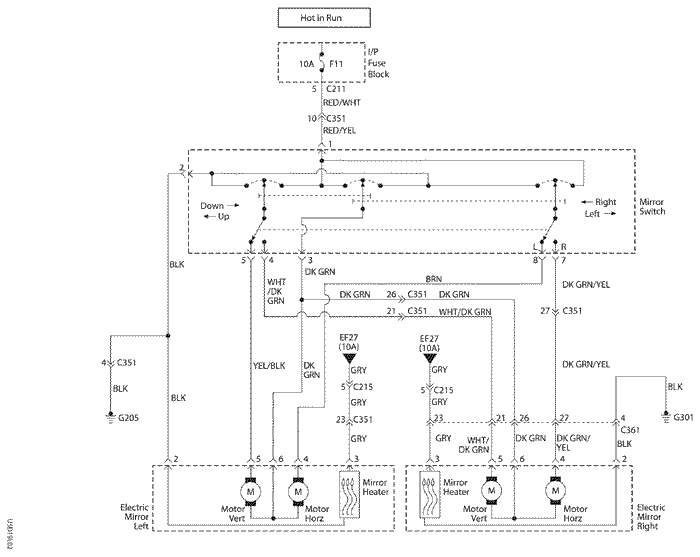 Hot in Run
I/P
Fuse
Block
10A F11
5 C211
RED/WHT
10 C351
RED/YEL
1
2
Down → ← Up
← Right
Left →
Mirror
Switch
L R
5 4 3 8 7
BLK
WHT
/DK
GRN
DK GRN
BRN
DK GRN/YEL
DK GRN 26 C351 DK GRN
21 C351 WHT/DK GRN
27 C351
EF27
(10A)
EF27
(10A)
4 C351
YEL/BLK
DK
GRN
GRY
GRY
DK GRN/YEL
5 C215
5 C215
BLK
BLK
GRY
GRY
BLK
G205
23 C351
23 21 26 27 4
C361
G301
GRY
GRY
WHT/
DK GRN
DK GRN
DK GRN/
YEL
BLK
2 5 6 4 3
3 5 6 4 2
M M
Mirror
Heater
Mirror
Heater
M M
Electric
Mirror
Left
Motor
Vert
Motor
Horz
Motor
Vert
Motor
Horz
Electric
Mirror
Right